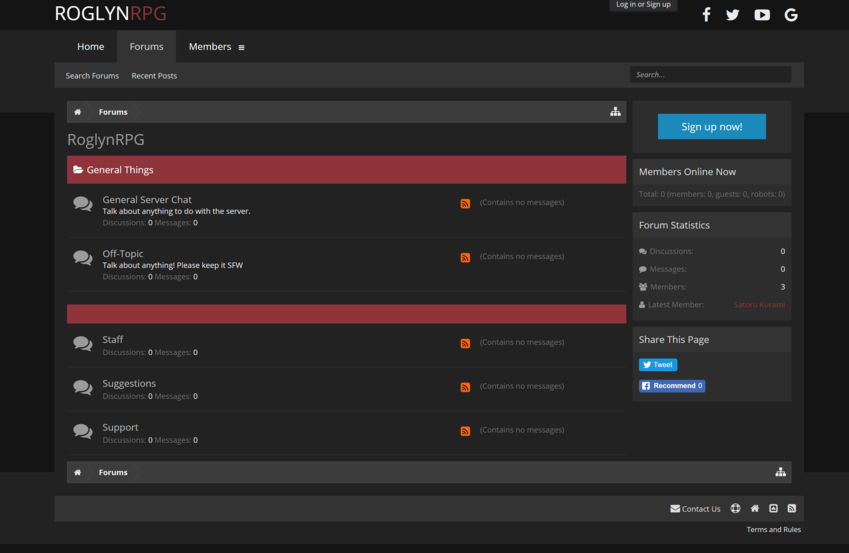 Log in or Sign up
ROGLYNRPG
Home Forums Members
Search Forums Recent Posts Search...
Forums
RoglynRPG
General Things
General Server Chat
Talk about anything to do with the server.
Discussions: 0 Messages: 0
(Contains no messages)
Off-Topic
Talk about anything! Please keep it SFW
Discussions: 0 Messages: 0
(Contains no messages)
Staff
Discussions: 0 Messages: 0
(Contains no messages)
Suggestions
Discussions: 0 Messages: 0
(Contains no messages)
Support
Discussions: 0 Messages: 0
(Contains no messages)
Forums
Sign up now!
Members Online Now
Total: 0 (members: 0, guests: 0, robots: 0)
Forum Statistics
Discussions: 0
Messages: 0
Members: 3
Latest Member: Satoru Kurami
Share This Page
Tweet
Recommend 0
Contact Us
Terms and Rules